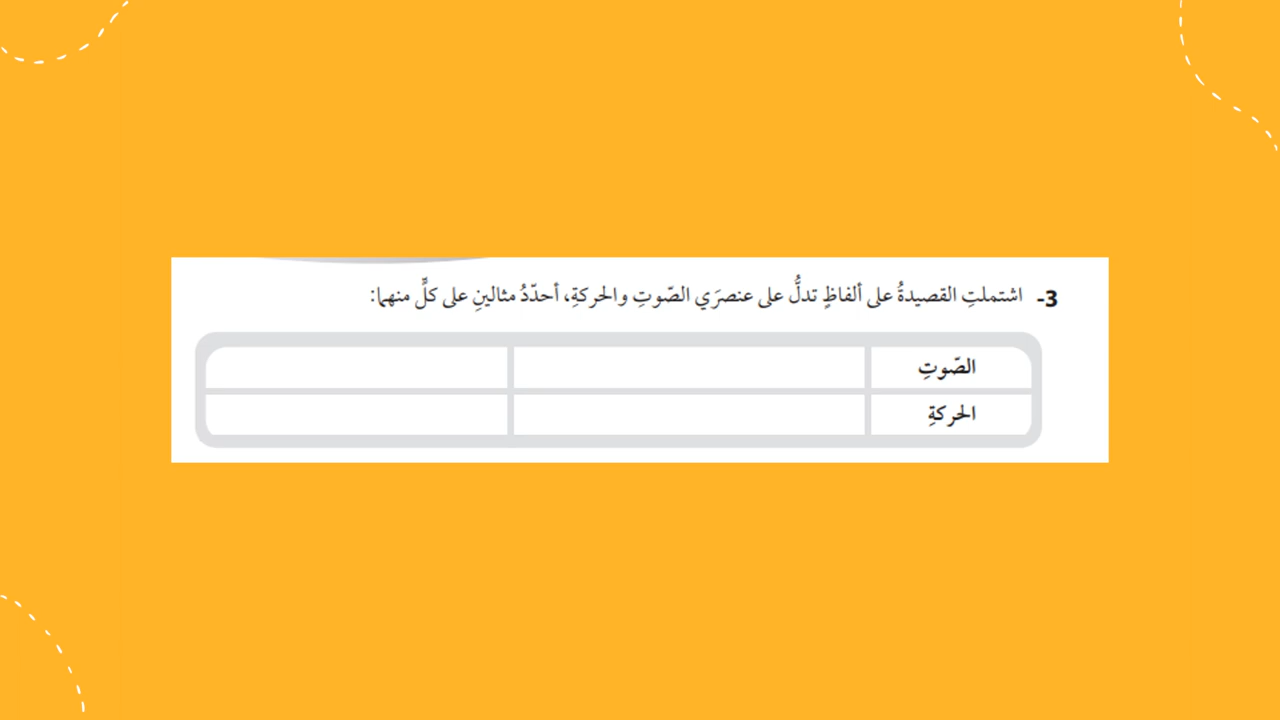 3- اشتملتِ القصيدةُ على ألفاظٍ تدلُّ على عنصرَي الصّوتِ والحركةِ، أحدّدُ مثالينِ على كلٍّ منهما:
الصّوتِ
الحركةِ